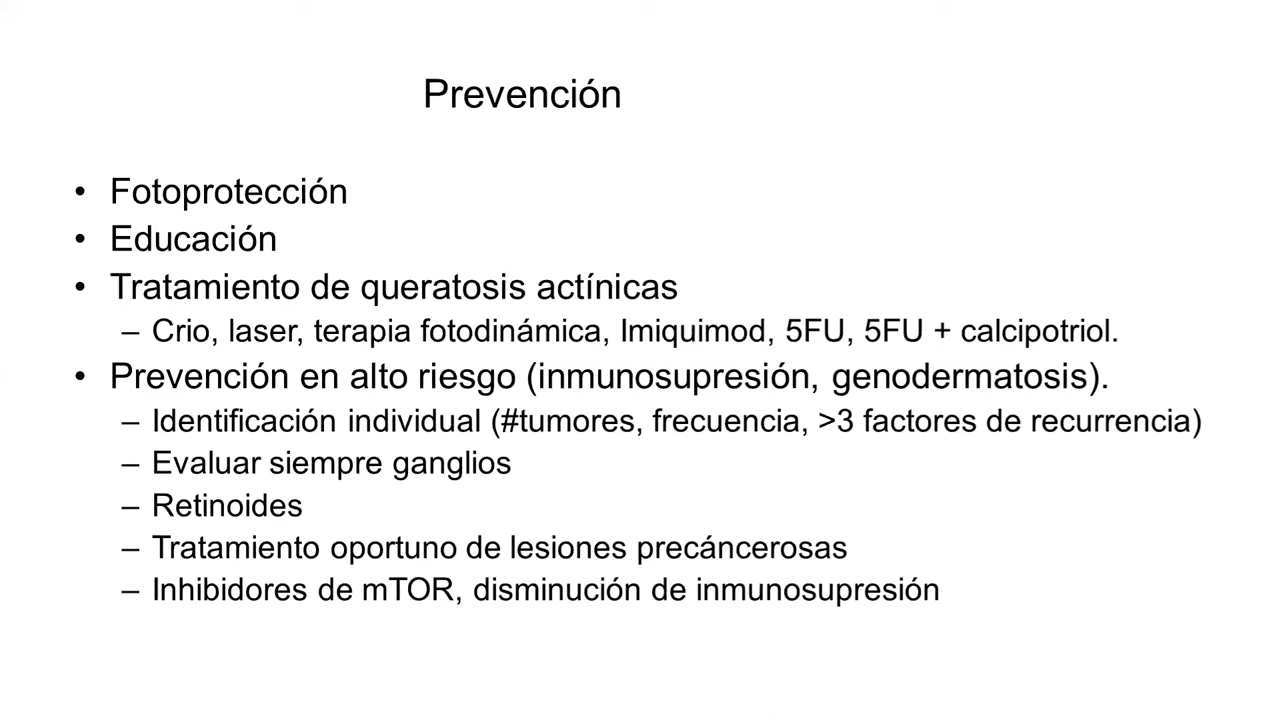 Prevención
• Fotoprotección
• Educación
• Tratamiento de queratosis actínicas
– Crio, laser, terapia fotodinámica, Imiquimod, 5FU, 5FU + calcipotriol.
• Prevención en alto riesgo (inmunosupresión, genodermatosis).
– Identificación individual (#tumores, frecuencia, >3 factores de recurrencia)
– Evaluar siempre ganglios
– Retinoides
– Tratamiento oportuno de lesiones precáncerosas
– Inhibidores de mTOR, disminución de inmunosupresión